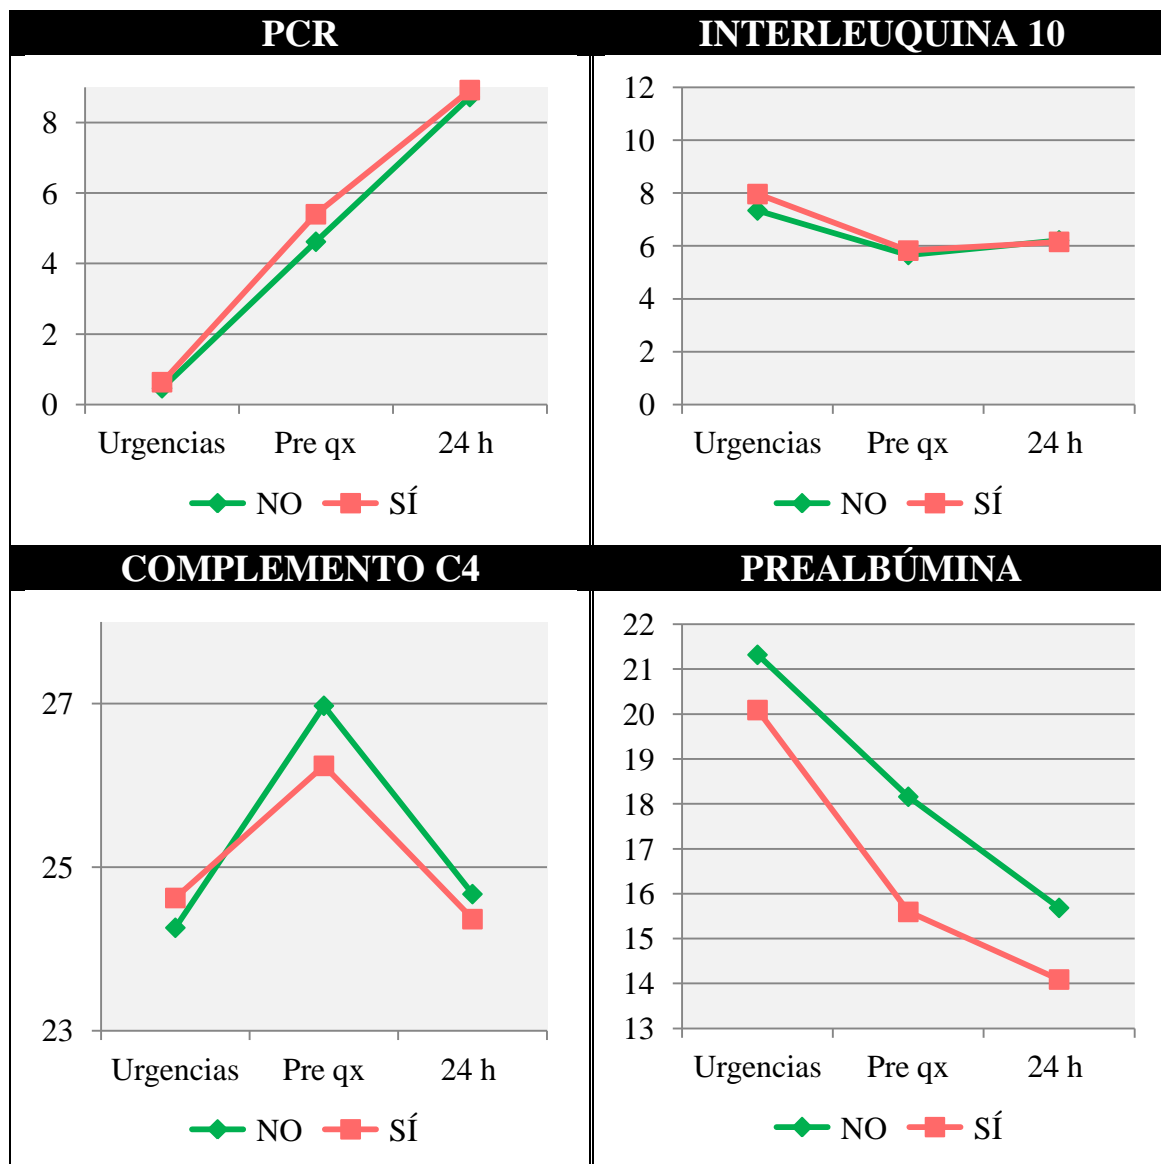 PCR
8
6
4
2
0
Urgencias Pre qx 24 h
NO SÍ
INTERLEUQUINA 10
12
10
8
6
4
2
0
Urgencias Pre qx 24 h
NO SÍ
COMPLEMENTO C4
27
25
23
Urgencias Pre qx 24 h
NO SÍ
PREALBÚMINA
22
21
20
19
18
17
16
15
14
13
Urgencias Pre qx 24 h
NO SÍ